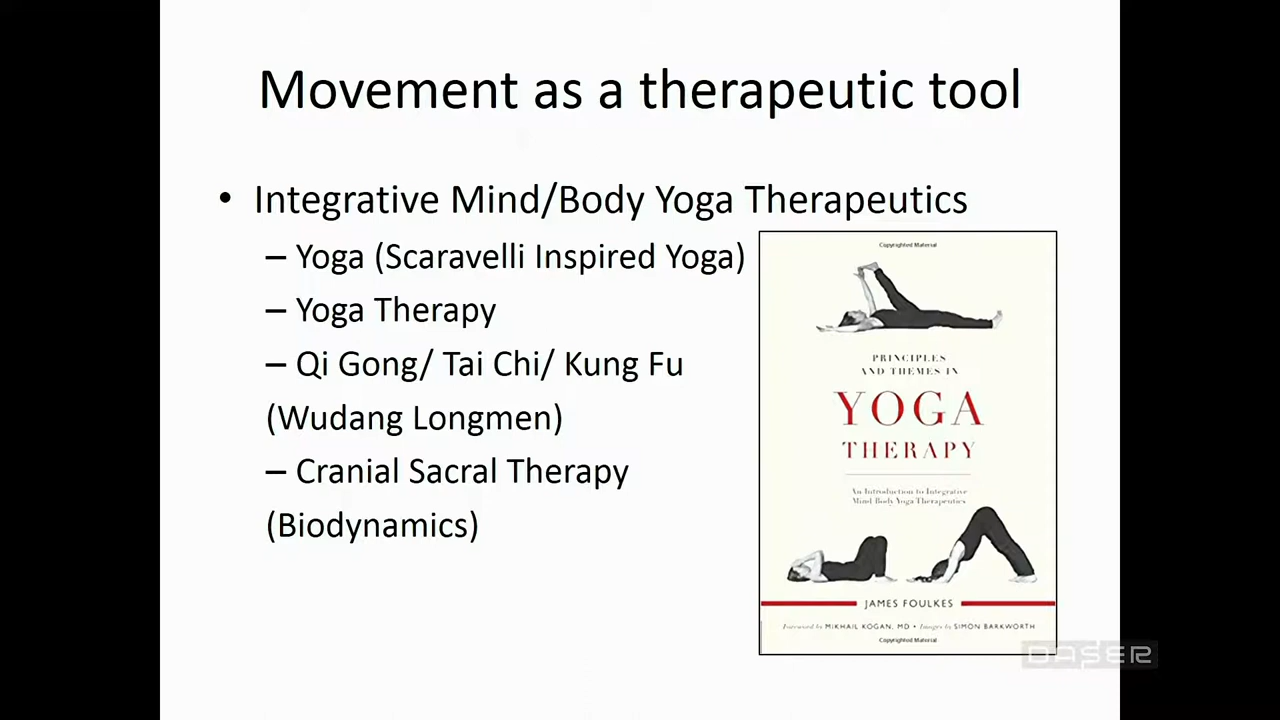 Movement as a therapeutic tool
• Integrative Mind/Body Yoga Therapeutics
– Yoga (Scaravelli Inspired Yoga)
– Yoga Therapy
– Qi Gong/ Tai Chi/ Kung Fu
(Wudang Longmen)
– Cranial Sacral Therapy
(Biodynamics)
Copyrighted Material
PRINCIPLES
AND THEMES IN
YOGA
THERAPY
An Introduction to Integrative
Mind Body Yoga Therapeutics
JAMES FOULKES
Foreword by MIKHAIL KOGAN, MD • Images by SIMON BARKWORTH
Copyrighted Material
DASER